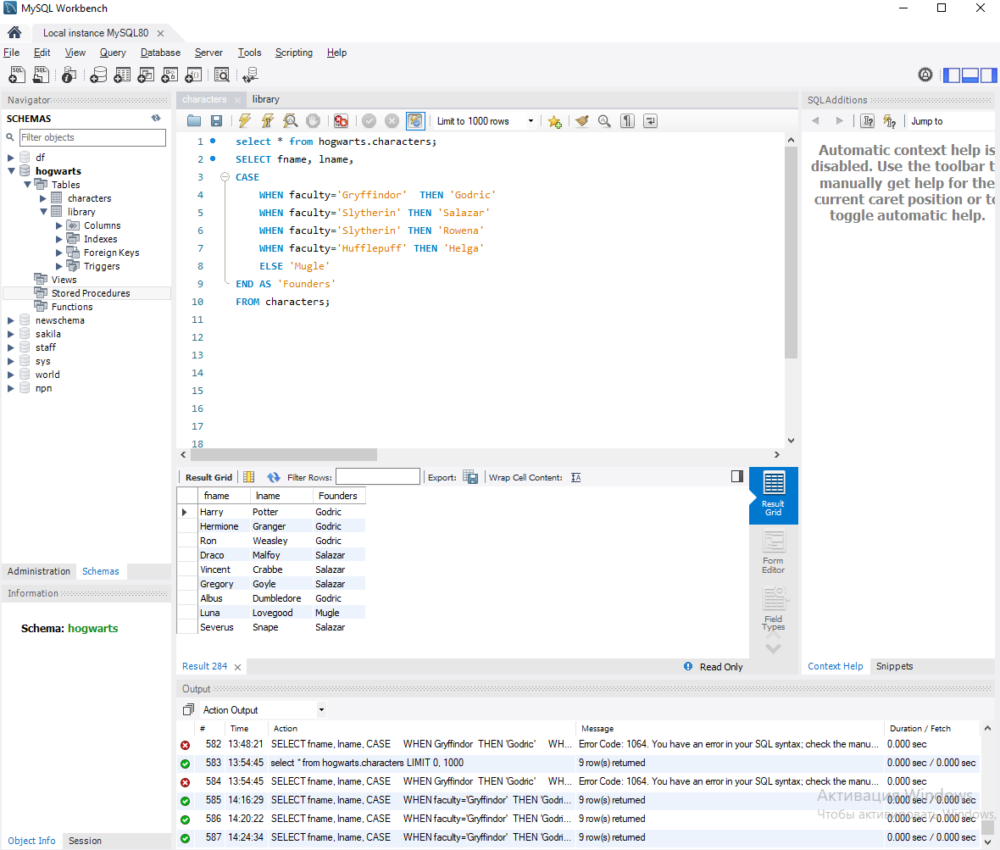 MySQL Workbench
Local instance MySQL80
File Edit View Query Database Server Tools Scripting Help
Navigator
SCHEMAS
Filter objects
df
hogwarts
Tables
characters
library
Columns
Indexes
Foreign Keys
Triggers
Views
Stored Procedures
Functions
newschema
sakila
staff
sys
world
прп
Administration Schemas
Information
Schema: hogwarts
Object Info Session
characters library
Limit to 1000 rows
1 select * from hogwarts.characters;
2 SELECT fname, lname,
3 CASE
4 WHEN faculty='Gryffindor' THEN 'Godric'
5 WHEN faculty='Slytherin' THEN 'Salazar'
6 WHEN faculty='Slytherin' THEN 'Rowena'
7 WHEN faculty='Hufflepuff' THEN 'Helga'
8 ELSE 'Mugle'
9 END AS 'Founders'
10 FROM characters;
11
12
13
14
15
16
17
18
Result Grid Filter Rows: Export: Wrap Cell Content:
fname lname Founders
Harry Potter Godric
Hermione Granger Godric
Ron Weasley Godric
Draco Malfoy Salazar
Vincent Crabbe Salazar
Gregory Goyle Salazar
Albus Dumbledore Godric
Luna Lovegood Mugle
Severus Snape Salazar
Result
Grid
Form
Editor
Field
Types
Result 284
Read Only
SQLAdditions
Jump to
Automatic context help is
disabled. Use the toolbar t
manually get help for the
current caret position or to
toggle automatic help.
Context Help Snippets
Output
Action Output
# Time Action Message Duration / Fetch
582 13:48:21 SELECT fname, lname, CASE WHEN Gryffindor THEN 'Godric' WH... Error Code: 1064. You have an error in your SQL syntax; check the manu... 0.000 sec
583 13:54:45 select * from hogwarts.characters LIMIT 0, 1000 9 row(s) returned 0.000 sec / 0.000 sec
584 13:54:45 SELECT fname, lname, CASE WHEN Gryffindor THEN 'Godric' WH... Error Code: 1064. You have an error in your SQL syntax; check the manu... 0.000 sec
585 14:16:29 SELECT fname, lname, CASE WHEN faculty='Gryffindor' THEN 'Godri... 9 row(s) returned 0.000 sec / 0.000 sec
586 14:20:22 SELECT fname, lname, CASE WHEN faculty='Gryffindor' THEN 'Godri... 9 row(s) returned 0.000 sec / 0.000 sec
587 14:24:34 SELECT fname, lname, CASE WHEN faculty='Gryffindor' THEN 'Godri... 9 row(s) returned 0.000 sec / 0.000 sec
Активация Windows
Чтобы активировать Windows,